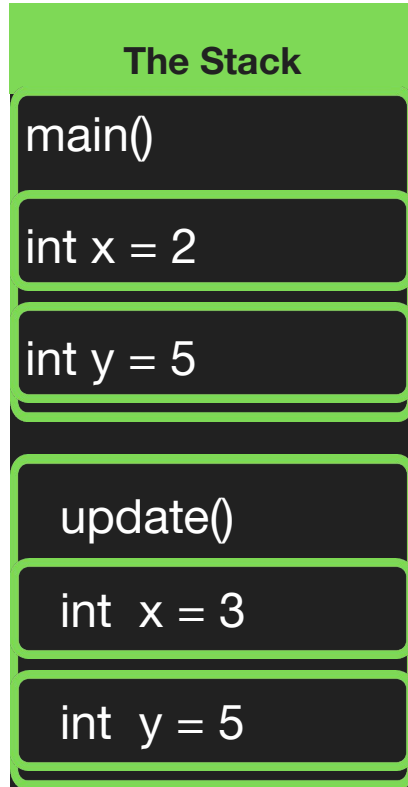 The Stack
main()
int x = 2
int y = 5
update()
int  x = 3
int  y = 5